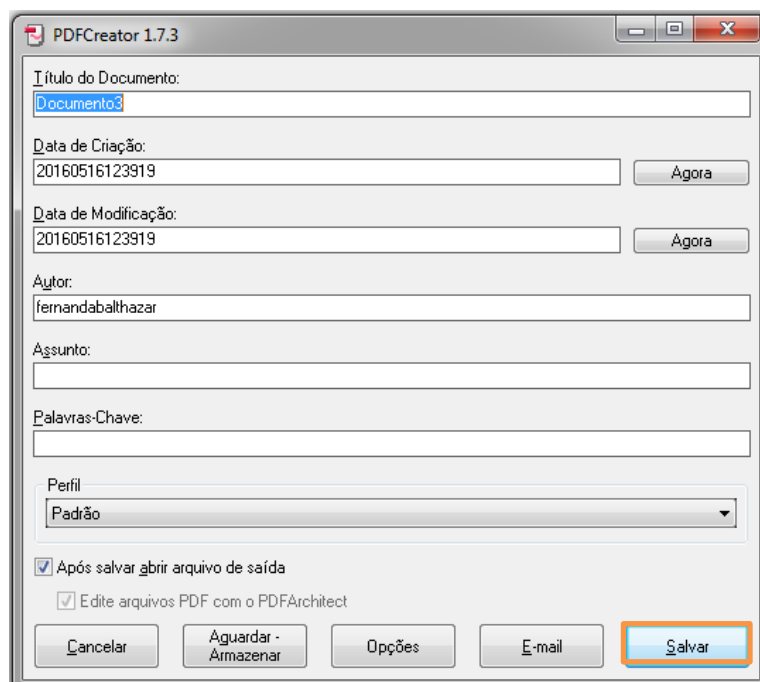 PDFCreator 1.7.3
Título do Documento:
Documento3
Data de Criação:
20160516123919
Agora
Data de Modificação:
20160516123919
Agora
Autor:
fernandabalthazar
Assunto:
Palavras-Chave:
Perfil
Padrão
Após salvar abrir arquivo de saída
Edite arquivos PDF com o PDFArchitect
Cancelar
Aguardar -
Armazenar
Opções
E-mail
Salvar